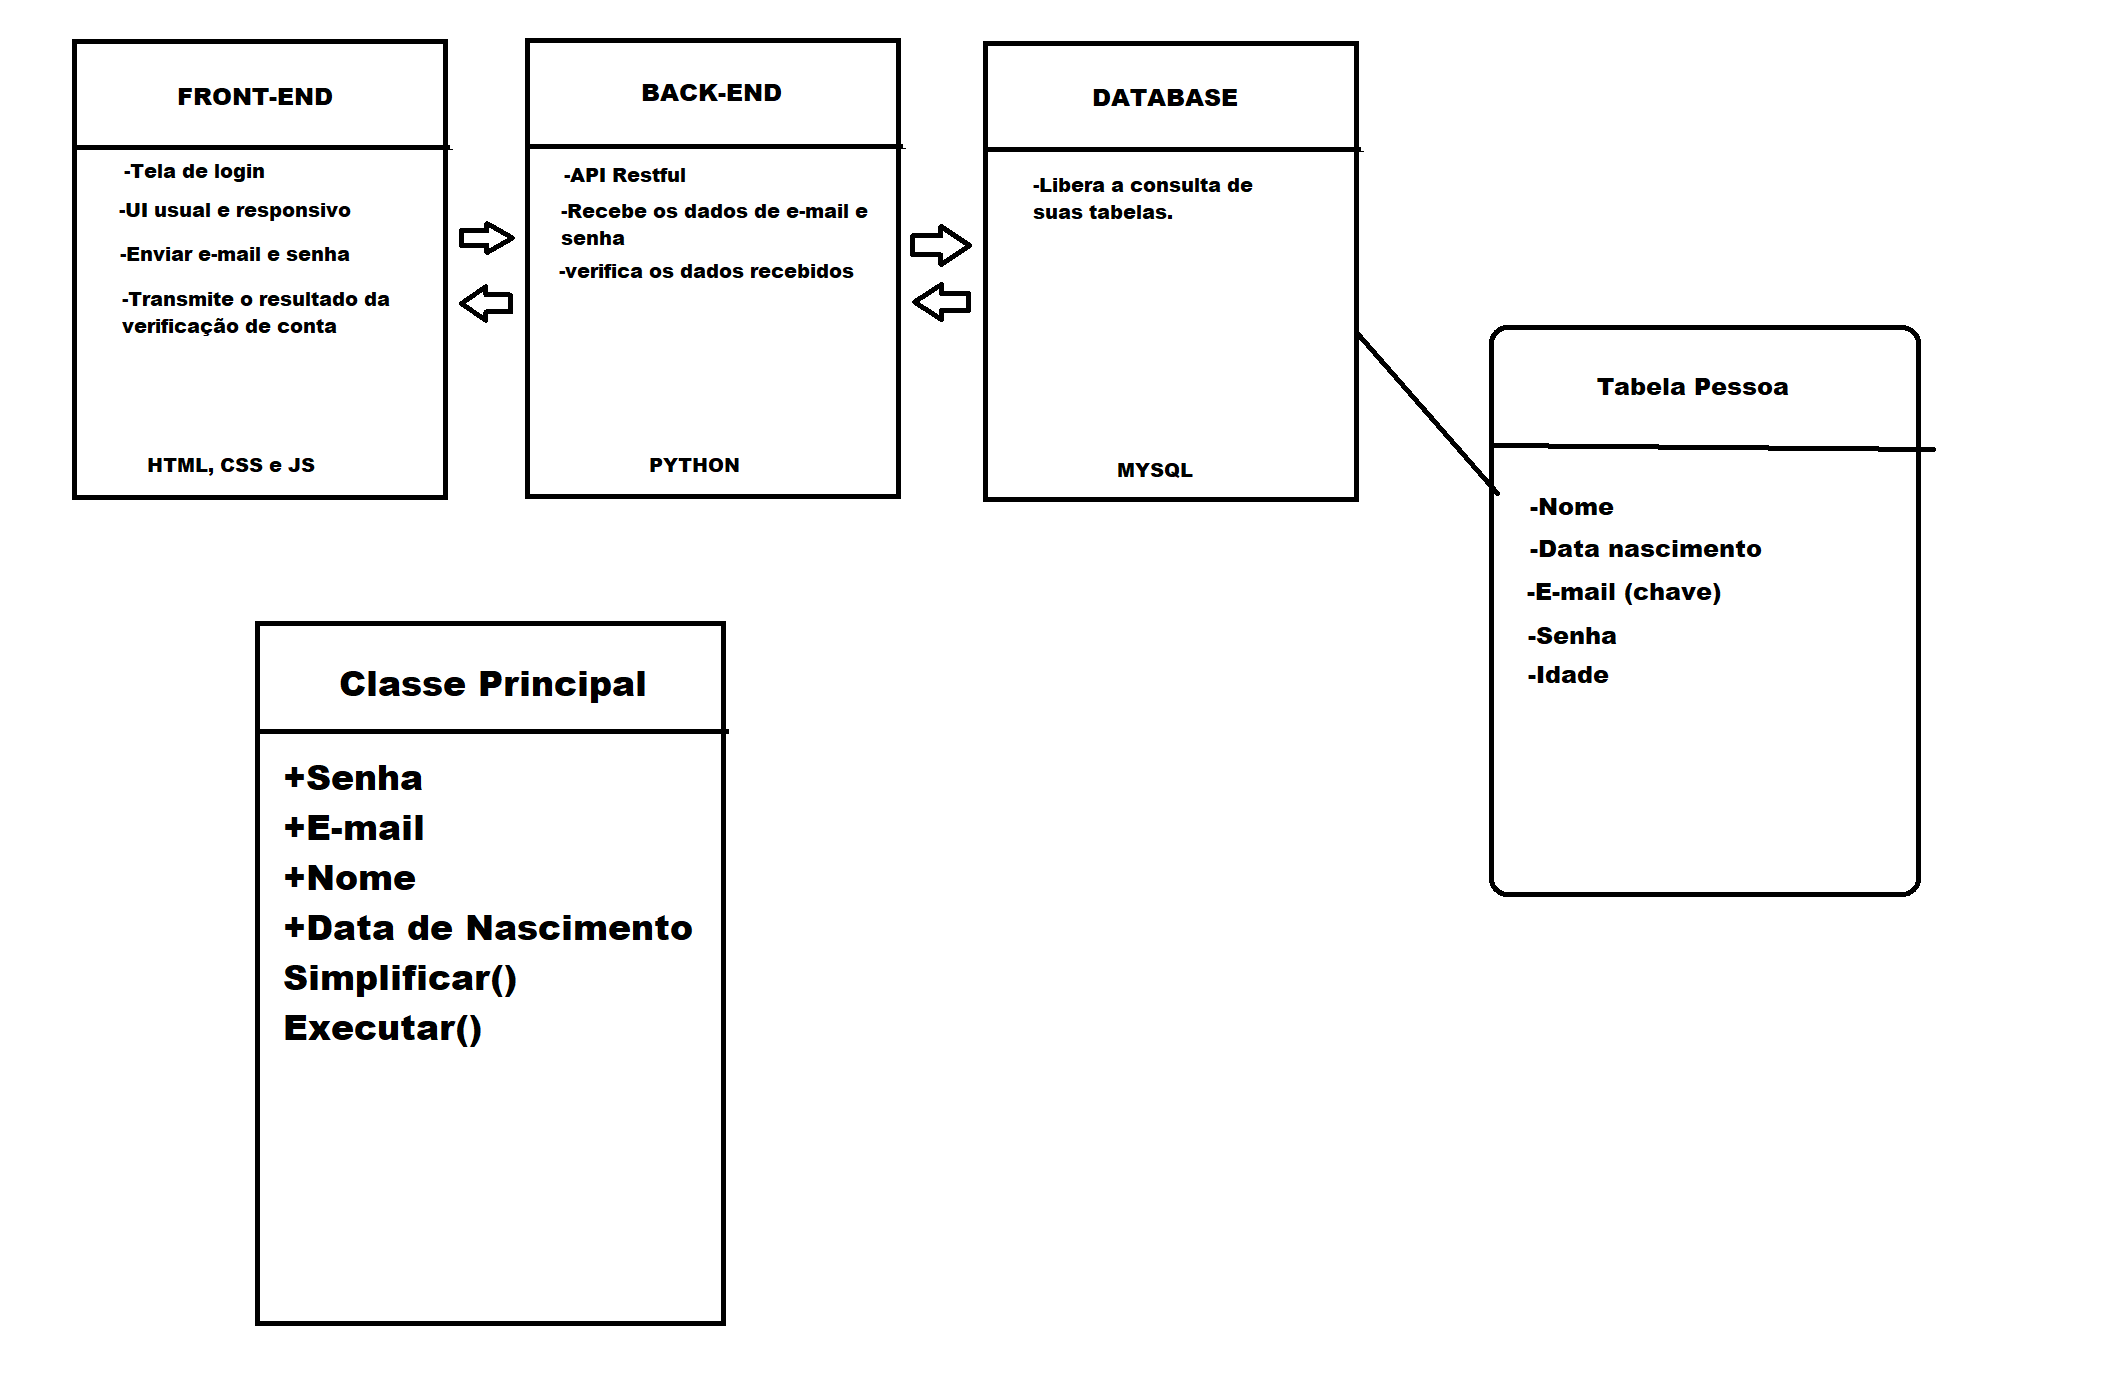 FRONT-END
-Tela de login
-UI usual e responsivo
-Enviar e-mail e senha
-Transmite o resultado da
verificação de conta
HTML, CSS e JS
BACK-END
-API Restful
-Recebe os dados de e-mail e
senha
-verifica os dados recebidos
PYTHON
DATABASE
-Libera a consulta de
suas tabelas.
MYSQL
Tabela Pessoa
-Nome
-Data nascimento
-E-mail (chave)
-Senha
-Idade
Classe Principal
+Senha
+E-mail
+Nome
+Data de Nascimento
Simplificar()
Executar()